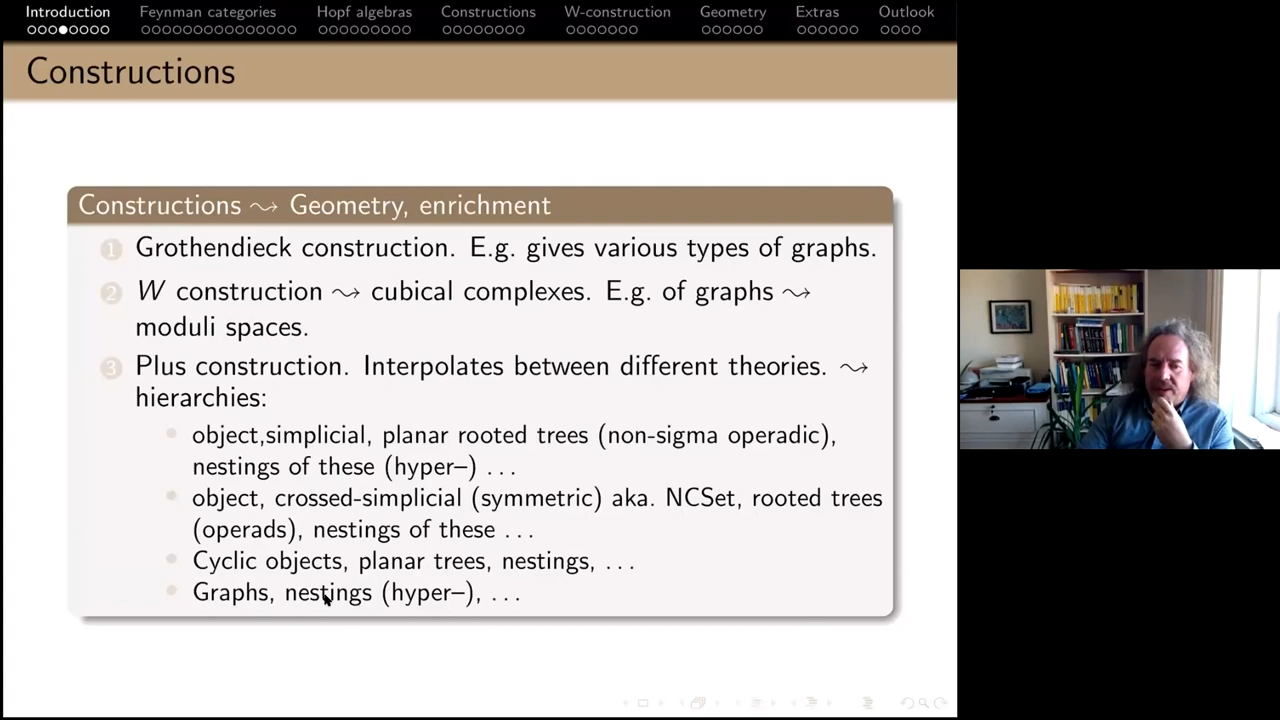 Introduction Feynman categories Hopf algebras Constructions W-construction Geometry Extras Outlook
Constructions
Constructions ⇝ Geometry, enrichment
1 Grothendieck construction. E.g. gives various types of graphs.
2 W construction ⇝ cubical complexes. E.g. of graphs ⇝
moduli spaces.
3 Plus construction. Interpolates between different theories. ⇝
hierarchies:
object,simplicial, planar rooted trees (non-sigma operadic),
nestings of these (hyper–) ...
object, crossed-simplicial (symmetric) aka. NCSet, rooted trees
(operads), nestings of these ...
Cyclic objects, planar trees, nestings, ...
Graphs, nestings (hyper–), ...